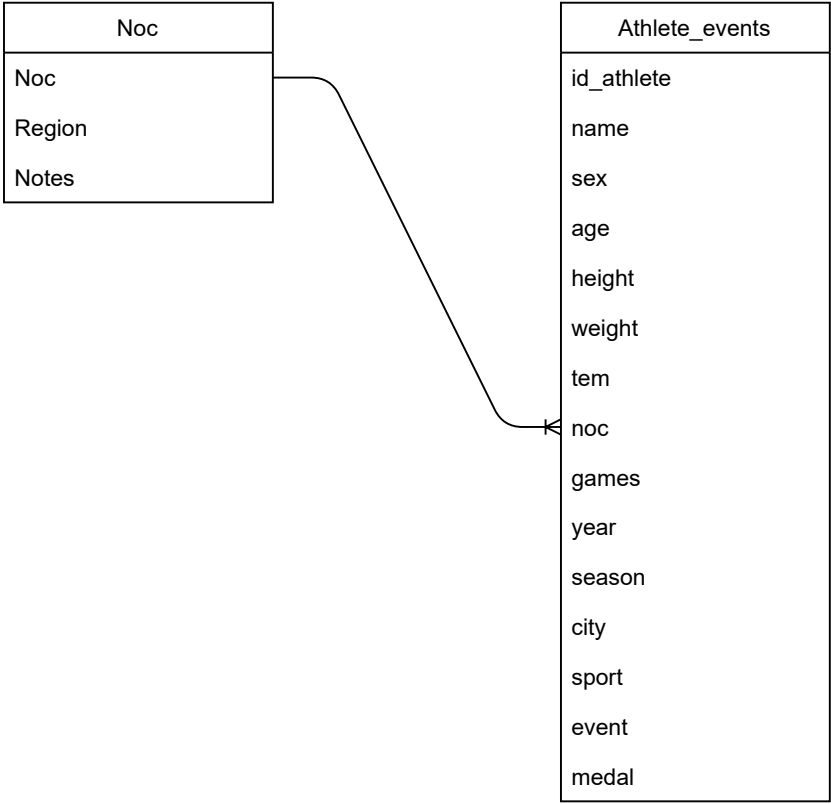 Noc
Noc
Region
Notes
Athlete_events
id_athlete
name
sex
age
height
weight
tem
noc
games
year
season
city
sport
event
medal